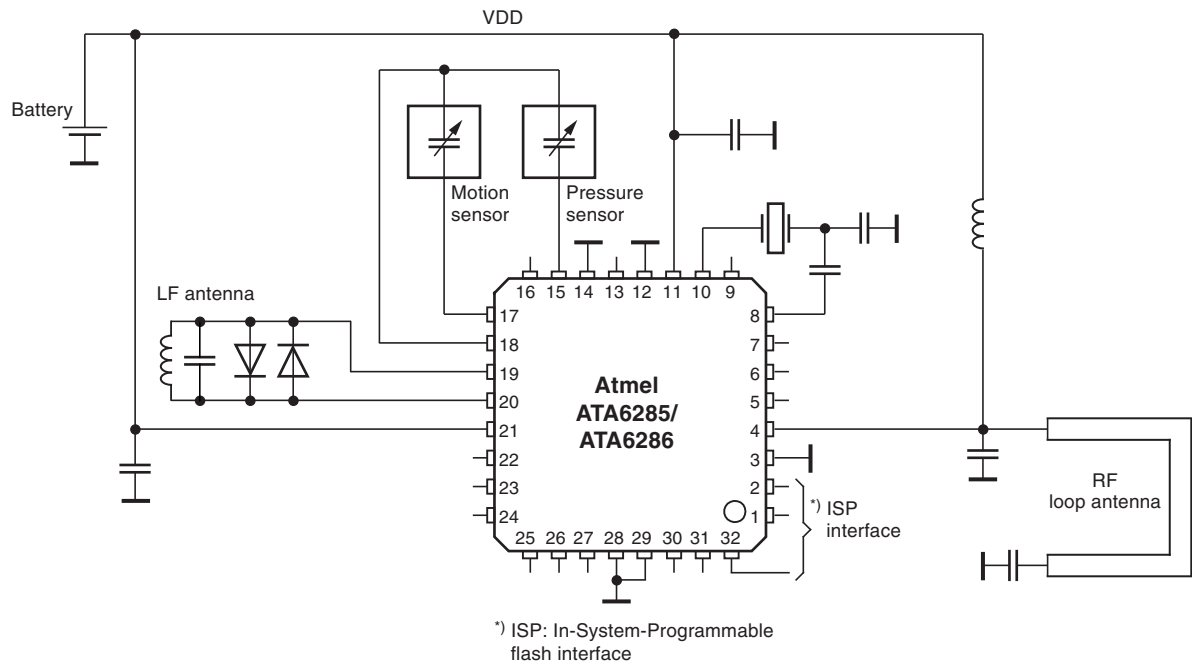 VDD
Battery
Motion
sensor
Pressure
sensor
LF antenna
16 15 14 13 12 11 10 9
17
18
19
20
21
22
23
24
8
7
6
5
4
3
2
1
Atmel
ATA6285/
ATA6286
25 26 27 28 29 30 31 32
*) ISP
interface
RF
loop antenna
*) ISP: In-System-Programmable
flash interface